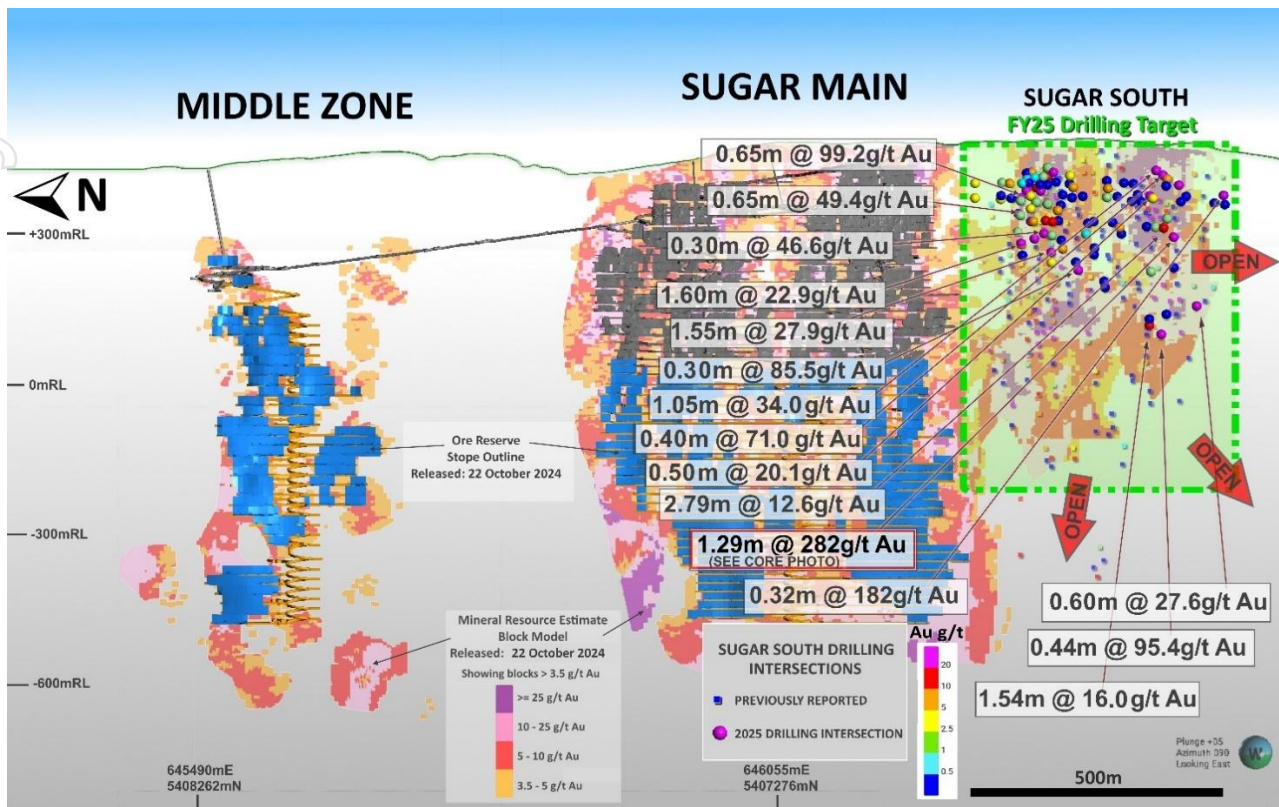 MIDDLE ZONE
SUGAR MAIN
SUGAR SOUTH
FY25 Drilling Target
N
+300mRL
0mRL
-300mRL
-600mRL
0.65m @ 99.2g/t Au
0.65m @ 49.4g/t Au
0.30m @ 46.6g/t Au
1.60m @ 22.9g/t Au
1.55m @ 27.9g/t Au
0.30m @ 85.5g/t Au
1.05m @ 34.0g/t Au
0.40m @ 71.0 g/t Au
0.50m @ 20.1g/t Au
2.79m @ 12.6g/t Au
1.29m @ 282g/t Au
(SEE CORE PHOTO)
0.32m @ 182g/t Au
OPEN
OPEN
OPEN
0.60m @ 27.6g/t Au
0.44m @ 95.4g/t Au
1.54m @ 16.0g/t Au
Ore Reserve
Stope Outline
Released: 22 October 2024
Mineral Resource Estimate
Block Model
Released: 22 October 2024
Showing blocks > 3.5 g/t Au
>= 25 g/t Au
10 - 25 g/t Au
5 - 10 g/t Au
3.5 - 5 g/t Au
SUGAR SOUTH DRILLING
INTERSECTIONS
PREVIOUSLY REPORTED
2025 DRILLING INTERSECTION
Au g/t
20
10
5
2.5
1
0.5
645490mE
5408262mN
646055mE
5407276mN
Plunge +05
Azimuth 090
Looking East
W
500m